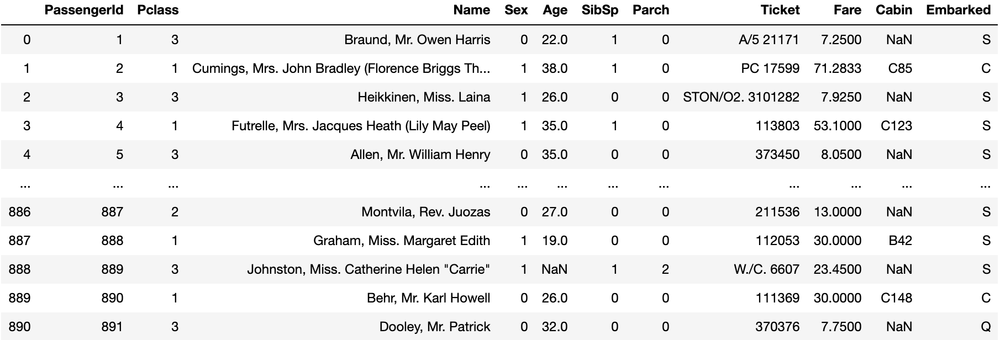 PassengerId Pclass Name Sex Age SibSp Parch Ticket Fare Cabin Embarked
0 1 3 Braund, Mr. Owen Harris 0 22.0 1 0 A/5 21171 7.2500 NaN S
1 2 1 Cumings, Mrs. John Bradley (Florence Briggs Th... 1 38.0 1 0 PC 17599 71.2833 C85 C
2 3 3 Heikkinen, Miss. Laina 1 26.0 0 0 STON/O2. 3101282 7.9250 NaN S
3 4 1 Futrelle, Mrs. Jacques Heath (Lily May Peel) 1 35.0 1 0 113803 53.1000 C123 S
4 5 3 Allen, Mr. William Henry 0 35.0 0 0 373450 8.0500 NaN S
... ... ... ... ... ... ... ... ... ... ... ...
886 887 2 Montvila, Rev. Juozas 0 27.0 0 0 211536 13.0000 NaN S
887 888 1 Graham, Miss. Margaret Edith 1 19.0 0 0 112053 30.0000 B42 S
888 889 3 Johnston, Miss. Catherine Helen "Carrie" 1 NaN 1 2 W./C. 6607 23.4500 NaN S
889 890 1 Behr, Mr. Karl Howell 0 26.0 0 0 111369 30.0000 C148 C
890 891 3 Dooley, Mr. Patrick 0 32.0 0 0 370376 7.7500 NaN Q